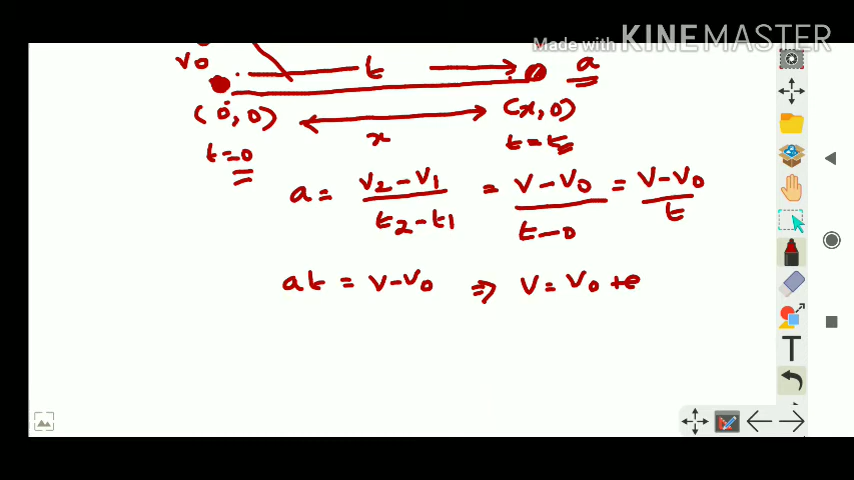 Made with KINEMASTER
v0 t a
(0,0) x (x,0)
t=0 t=t
a = v2-v1/t2-t1 = v-v0/t-0 = v-v0/t
at = v-v0 ⇒ v = v0 +
T